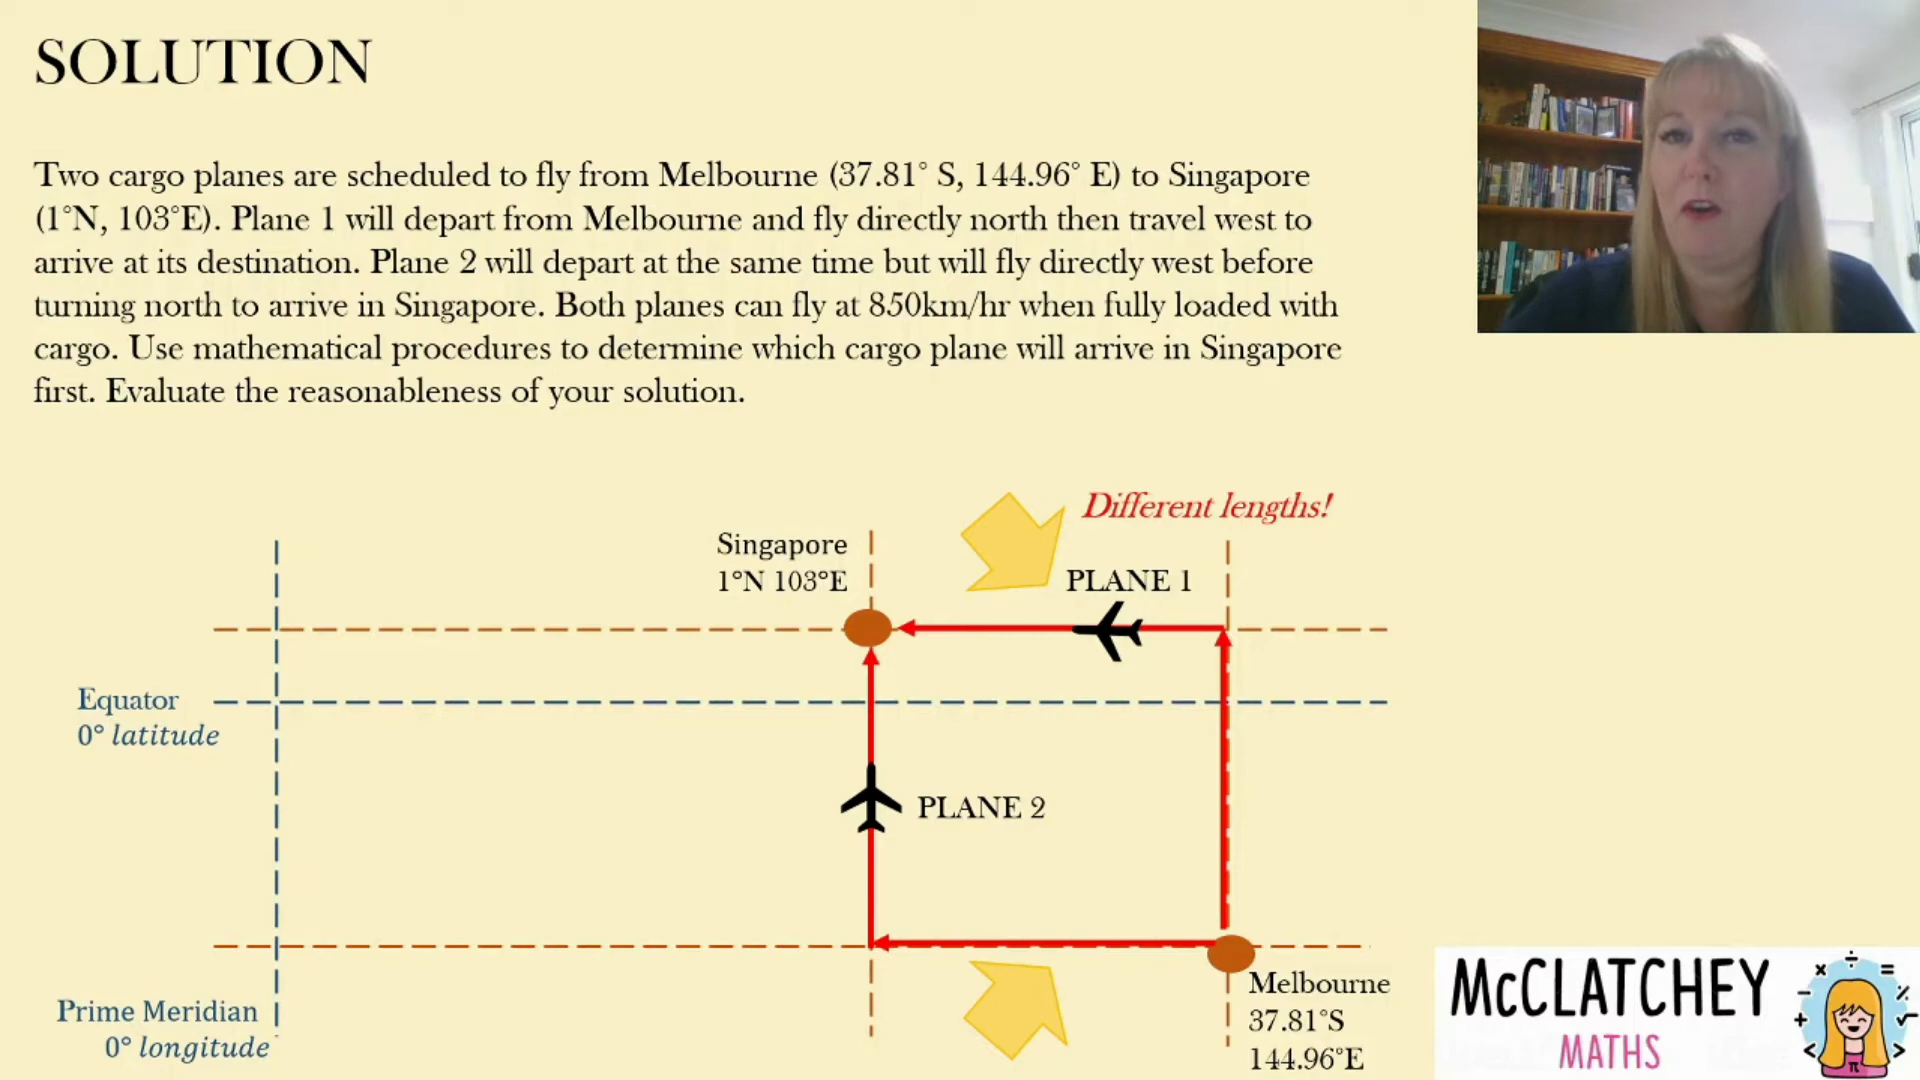 SOLUTION
Two cargo planes are scheduled to fly from Melbourne (37.81° S, 144.96° E) to Singapore
(1°N, 103°E). Plane 1 will depart from Melbourne and fly directly north then travel west to
arrive at its destination. Plane 2 will depart at the same time but will fly directly west before
turning north to arrive in Singapore. Both planes can fly at 850km/hr when fully loaded with
cargo. Use mathematical procedures to determine which cargo plane will arrive in Singapore
first. Evaluate the reasonableness of your solution.
Different lengths!
Singapore
1°N 103°E
PLANE 1
Equator
0° latitude
PLANE 2
Melbourne
37.81°S
144.96°E
Prime Meridian
0° longitude
McCLATCHEY
MATHS
× ÷ =
− %
+ √
< π >